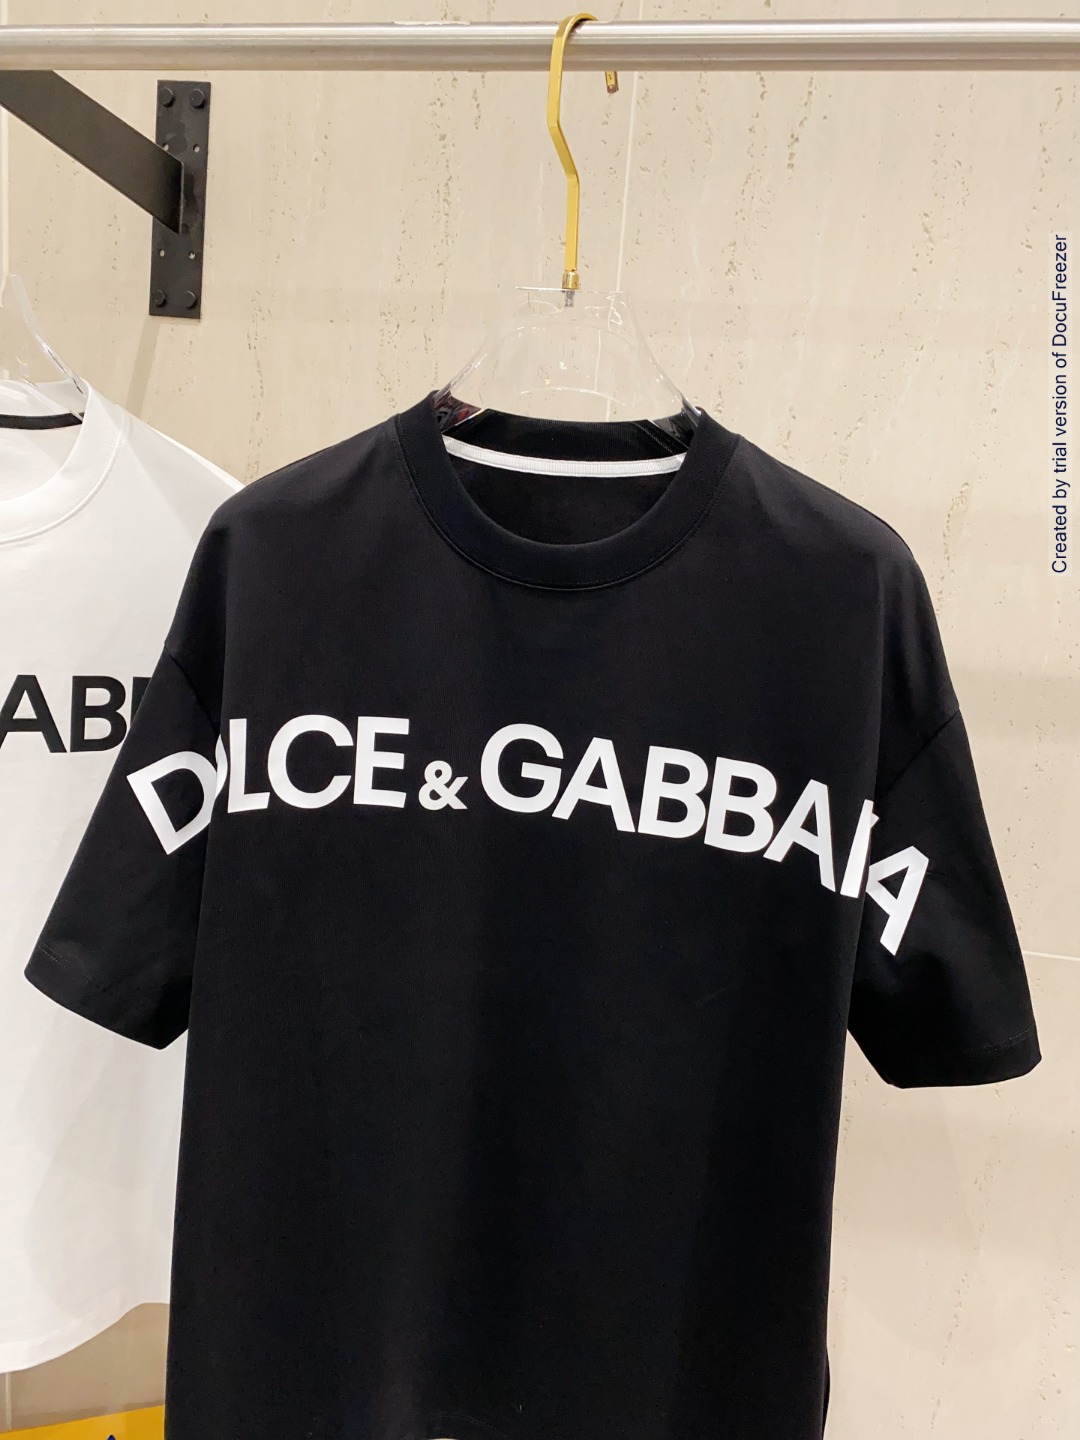 DOLCE & GABBANA
ABB
Created by trial version of DocuFreezer